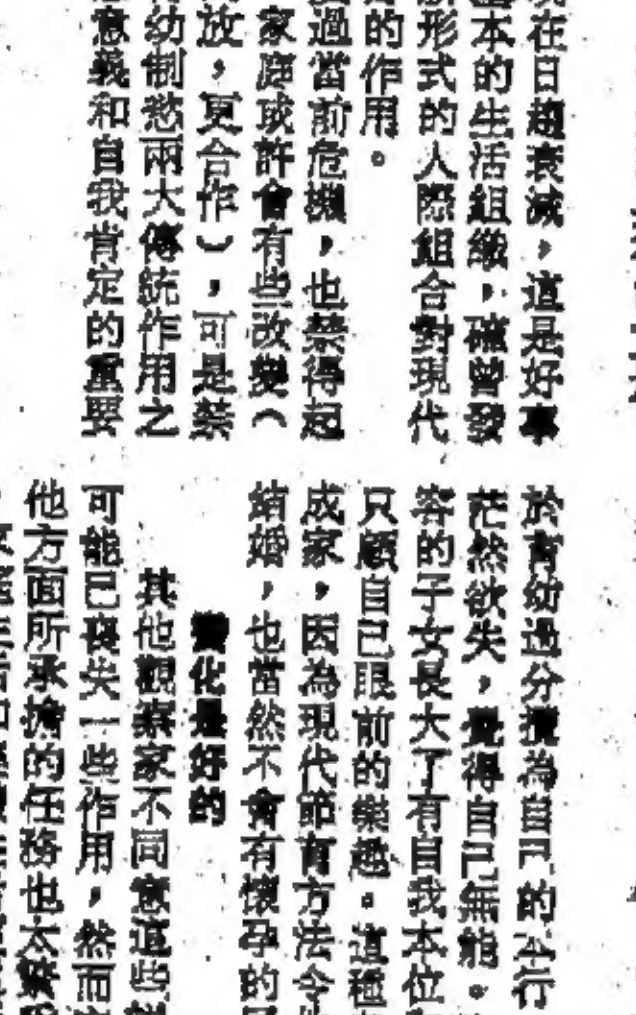 現在日趨衰減，這是好事
基本的生活組織，確曾發
新形式的人際組合對現代
好的作用。
過當前危機，也禁得起
家庭或許會有些改變（
放，更合作），可是禁
育幼制慾兩大傳統作用之
意義和自我肯定的重要
於育幼過分攬為自己的本行
茫然欲失，覺得自己無能。
客的子女長大了有自我本位
只顧自己眼前的樂趣。這種
成家，因為現代節育方法令
結婚，也當然不會有懷孕的
變化是好的
其他觀察家不同意這些
可能已喪失一些作用，然而
他方面所承擔的任務也太繁